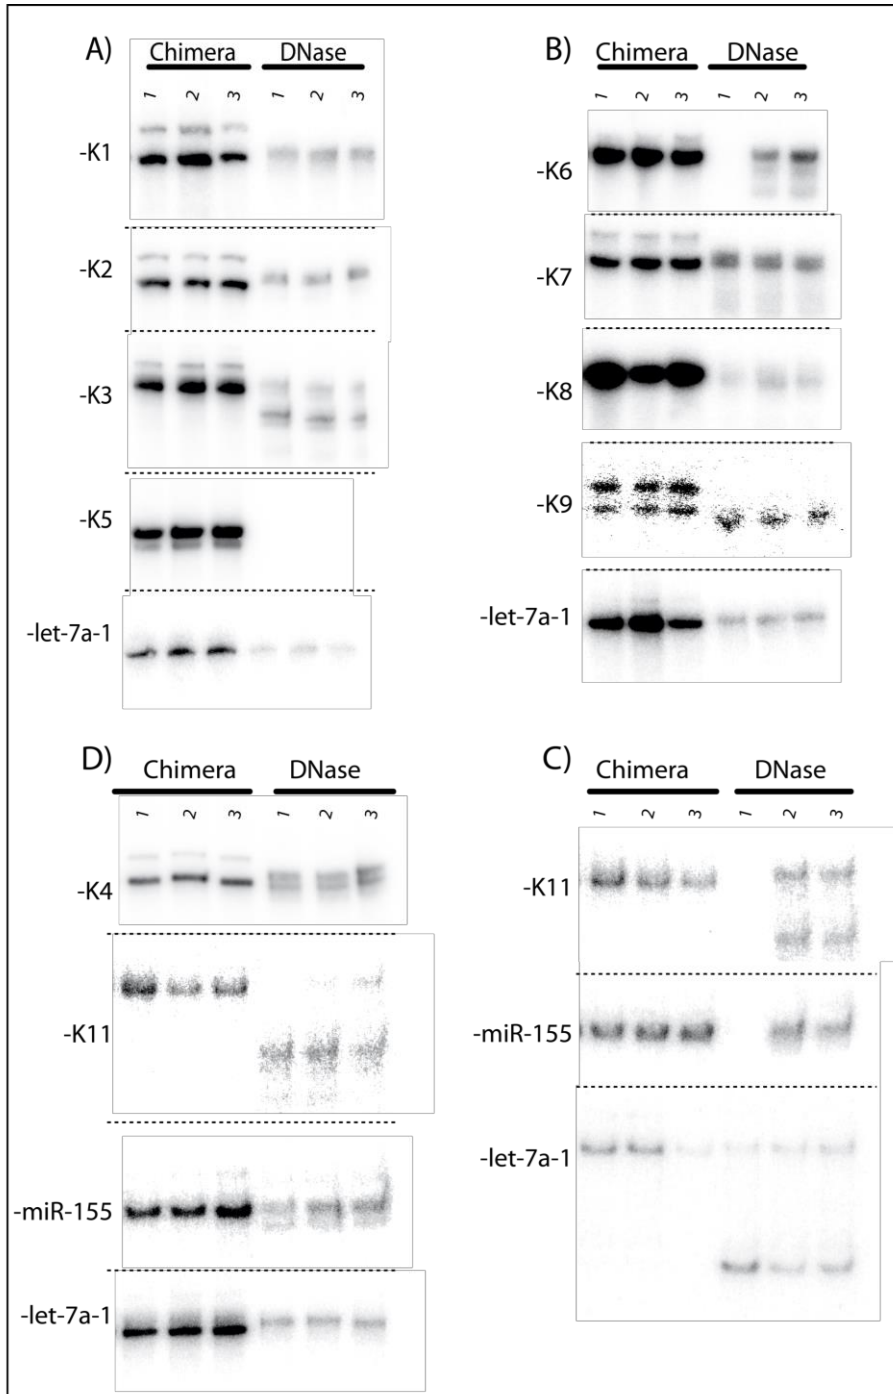 A)
Chimera DNase
1 2 3 1 2 3
-K1
-K2
-K3
-K5
-let-7a-1
B)
Chimera DNase
1 2 3 1 2 3
-K6
-K7
-K8
-K9
-let-7a-1
D)
Chimera DNase
1 2 3 1 2 3
-K4
-K11
-miR-155
-let-7a-1
C)
Chimera DNase
1 2 3 1 2 3
-K11
-miR-155
-let-7a-1